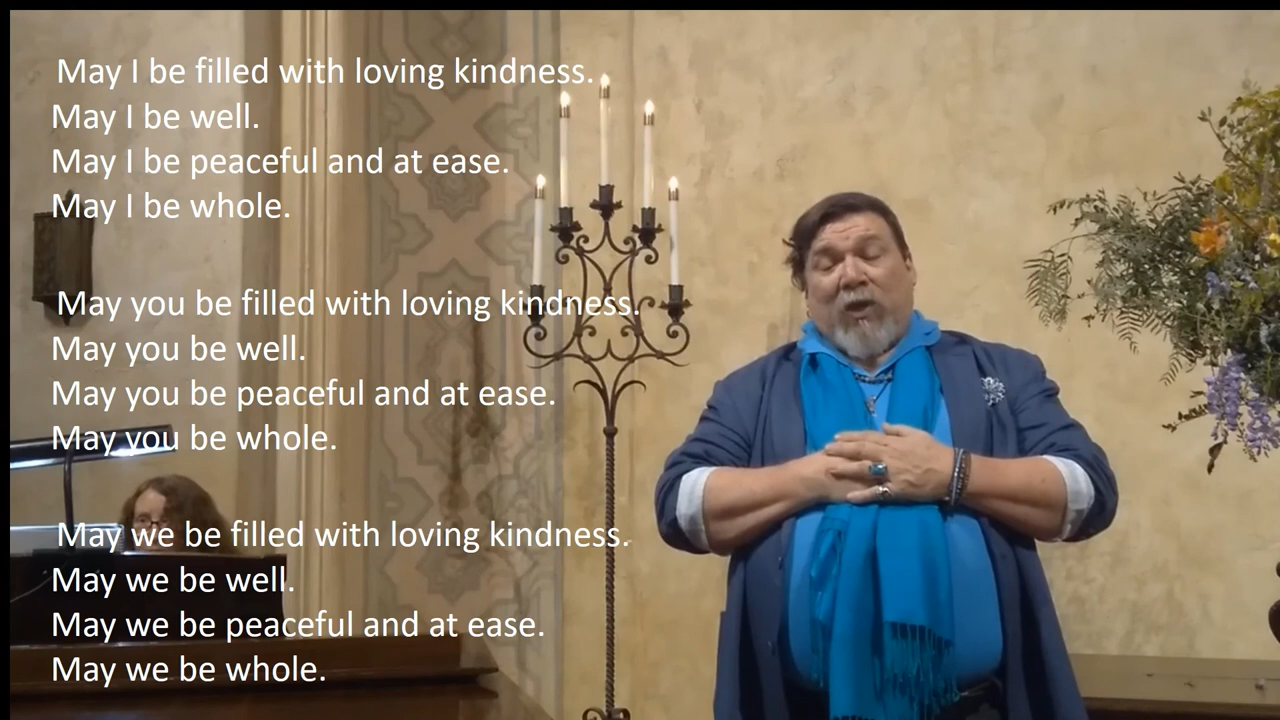 May I be filled with loving kindness.
May I be well.
May I be peaceful and at ease.
May I be whole.
May you be filled with loving kindness.
May you be well.
May you be peaceful and at ease.
May you be whole.
May we be filled with loving kindness.
May we be well.
May we be peaceful and at ease.
May we be whole.